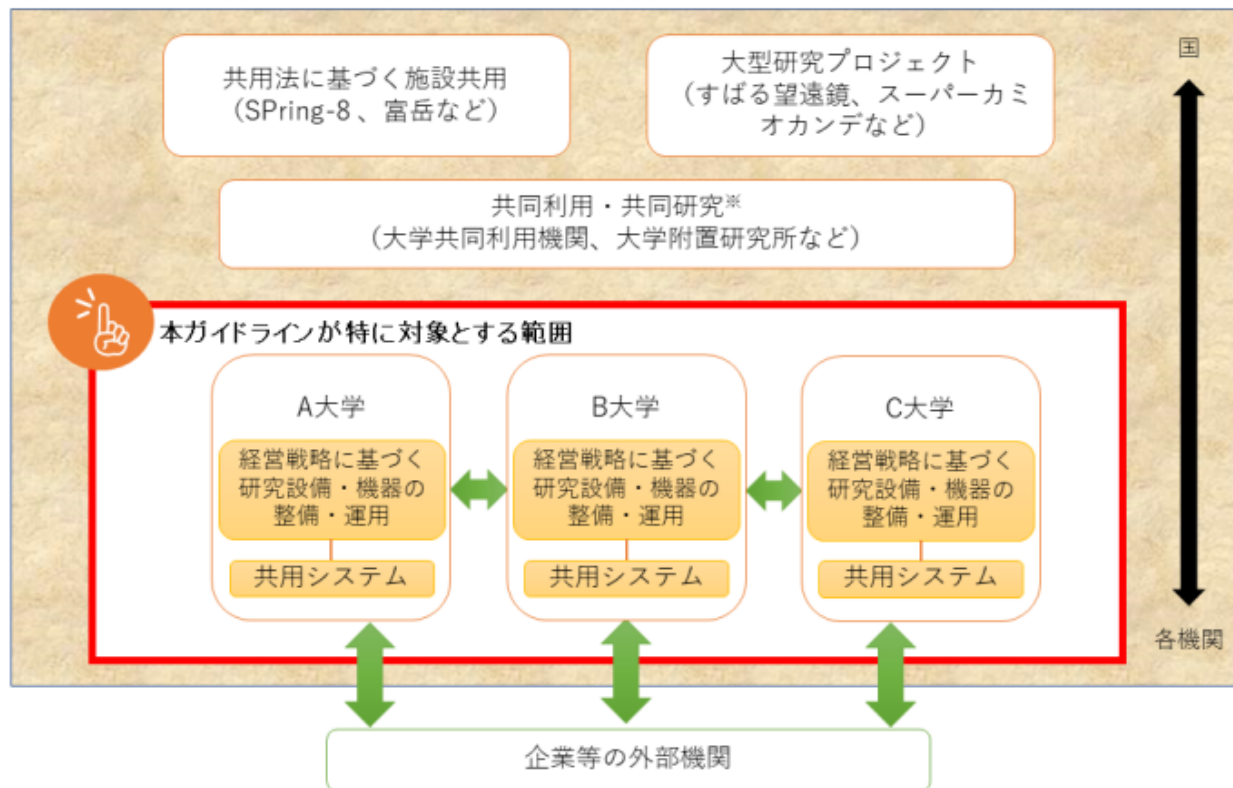 共用法に基づく施設共用
（SPring-8 、富岳など）
大型研究プロジェクト
（すばる望遠鏡、スーパーカミ
オカンデなど）
国
共同利用・共同研究※
（大学共同利用機関、大学附置研究所など）
本ガイドラインが特に対象とする範囲
A大学
経営戦略に基づく
研究設備・機器の
整備・運用
共用システム
B大学
経営戦略に基づく
研究設備・機器の
整備・運用
共用システム
C大学
経営戦略に基づく
研究設備・機器の
整備・運用
共用システム
各機関
企業等の外部機関